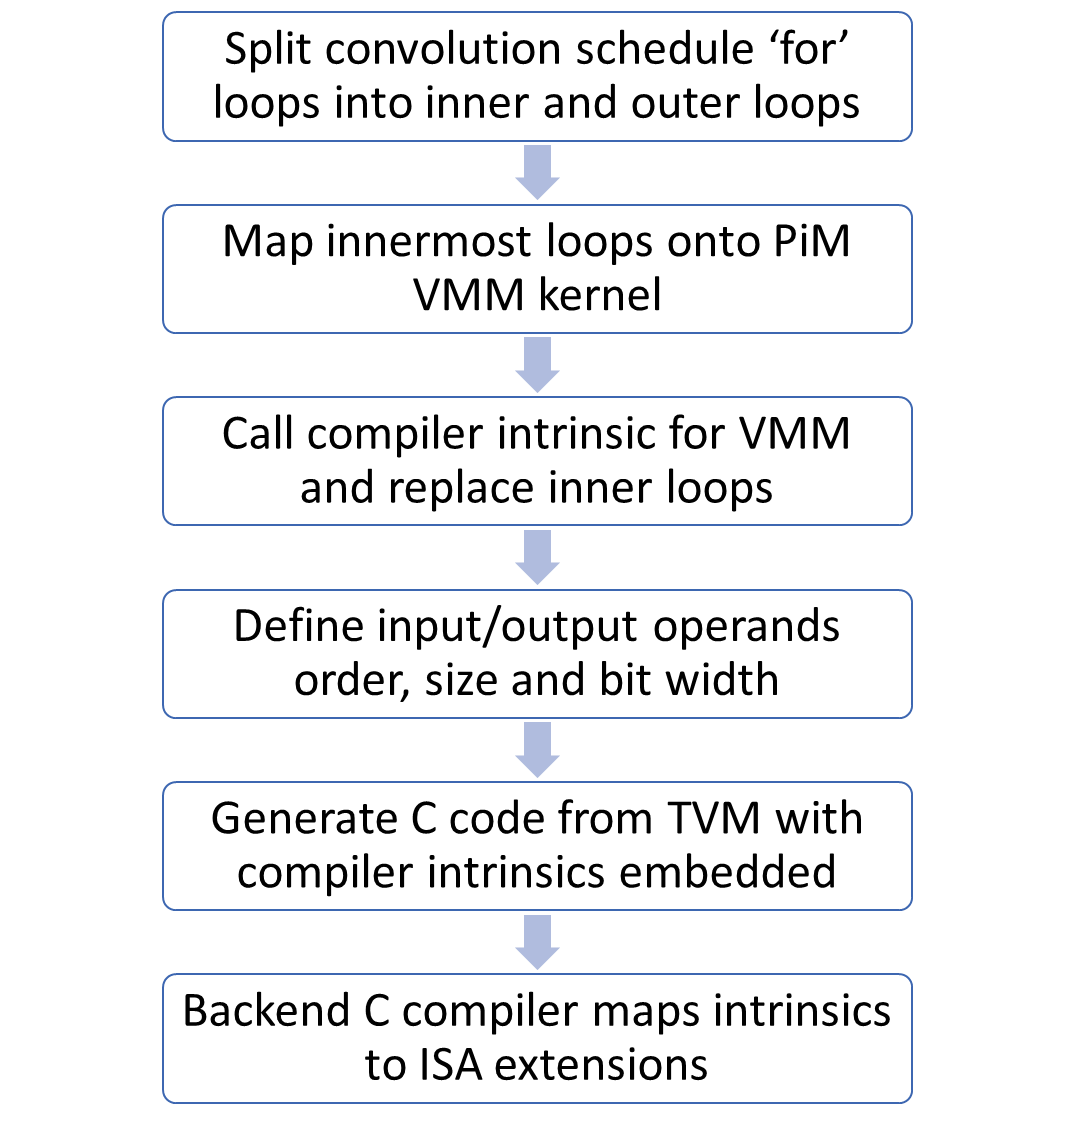 Split convolution schedule ‘for’
loops into inner and outer loops
Map innermost loops onto PiM
VMM kernel
Call compiler intrinsic for VMM
and replace inner loops
Define input/output operands
order, size and bit width
Generate C code from TVM with
compiler intrinsics embedded
Backend C compiler maps intrinsics
to ISA extensions